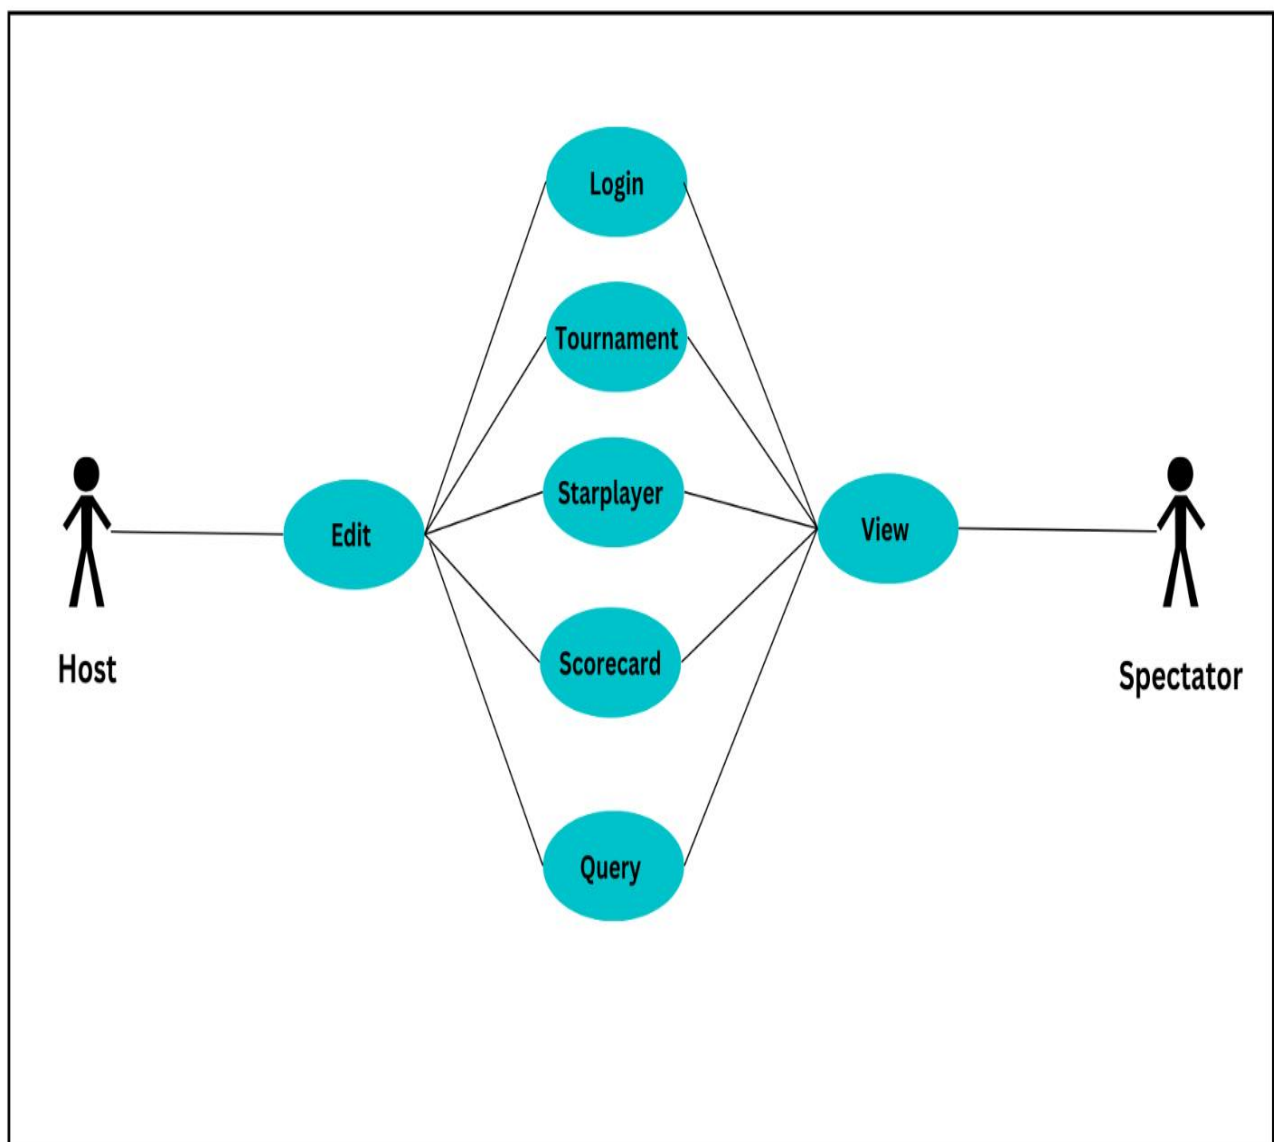 Login
Tournament
Starplayer
Edit
View
Scorecard
Host
Spectator
Query